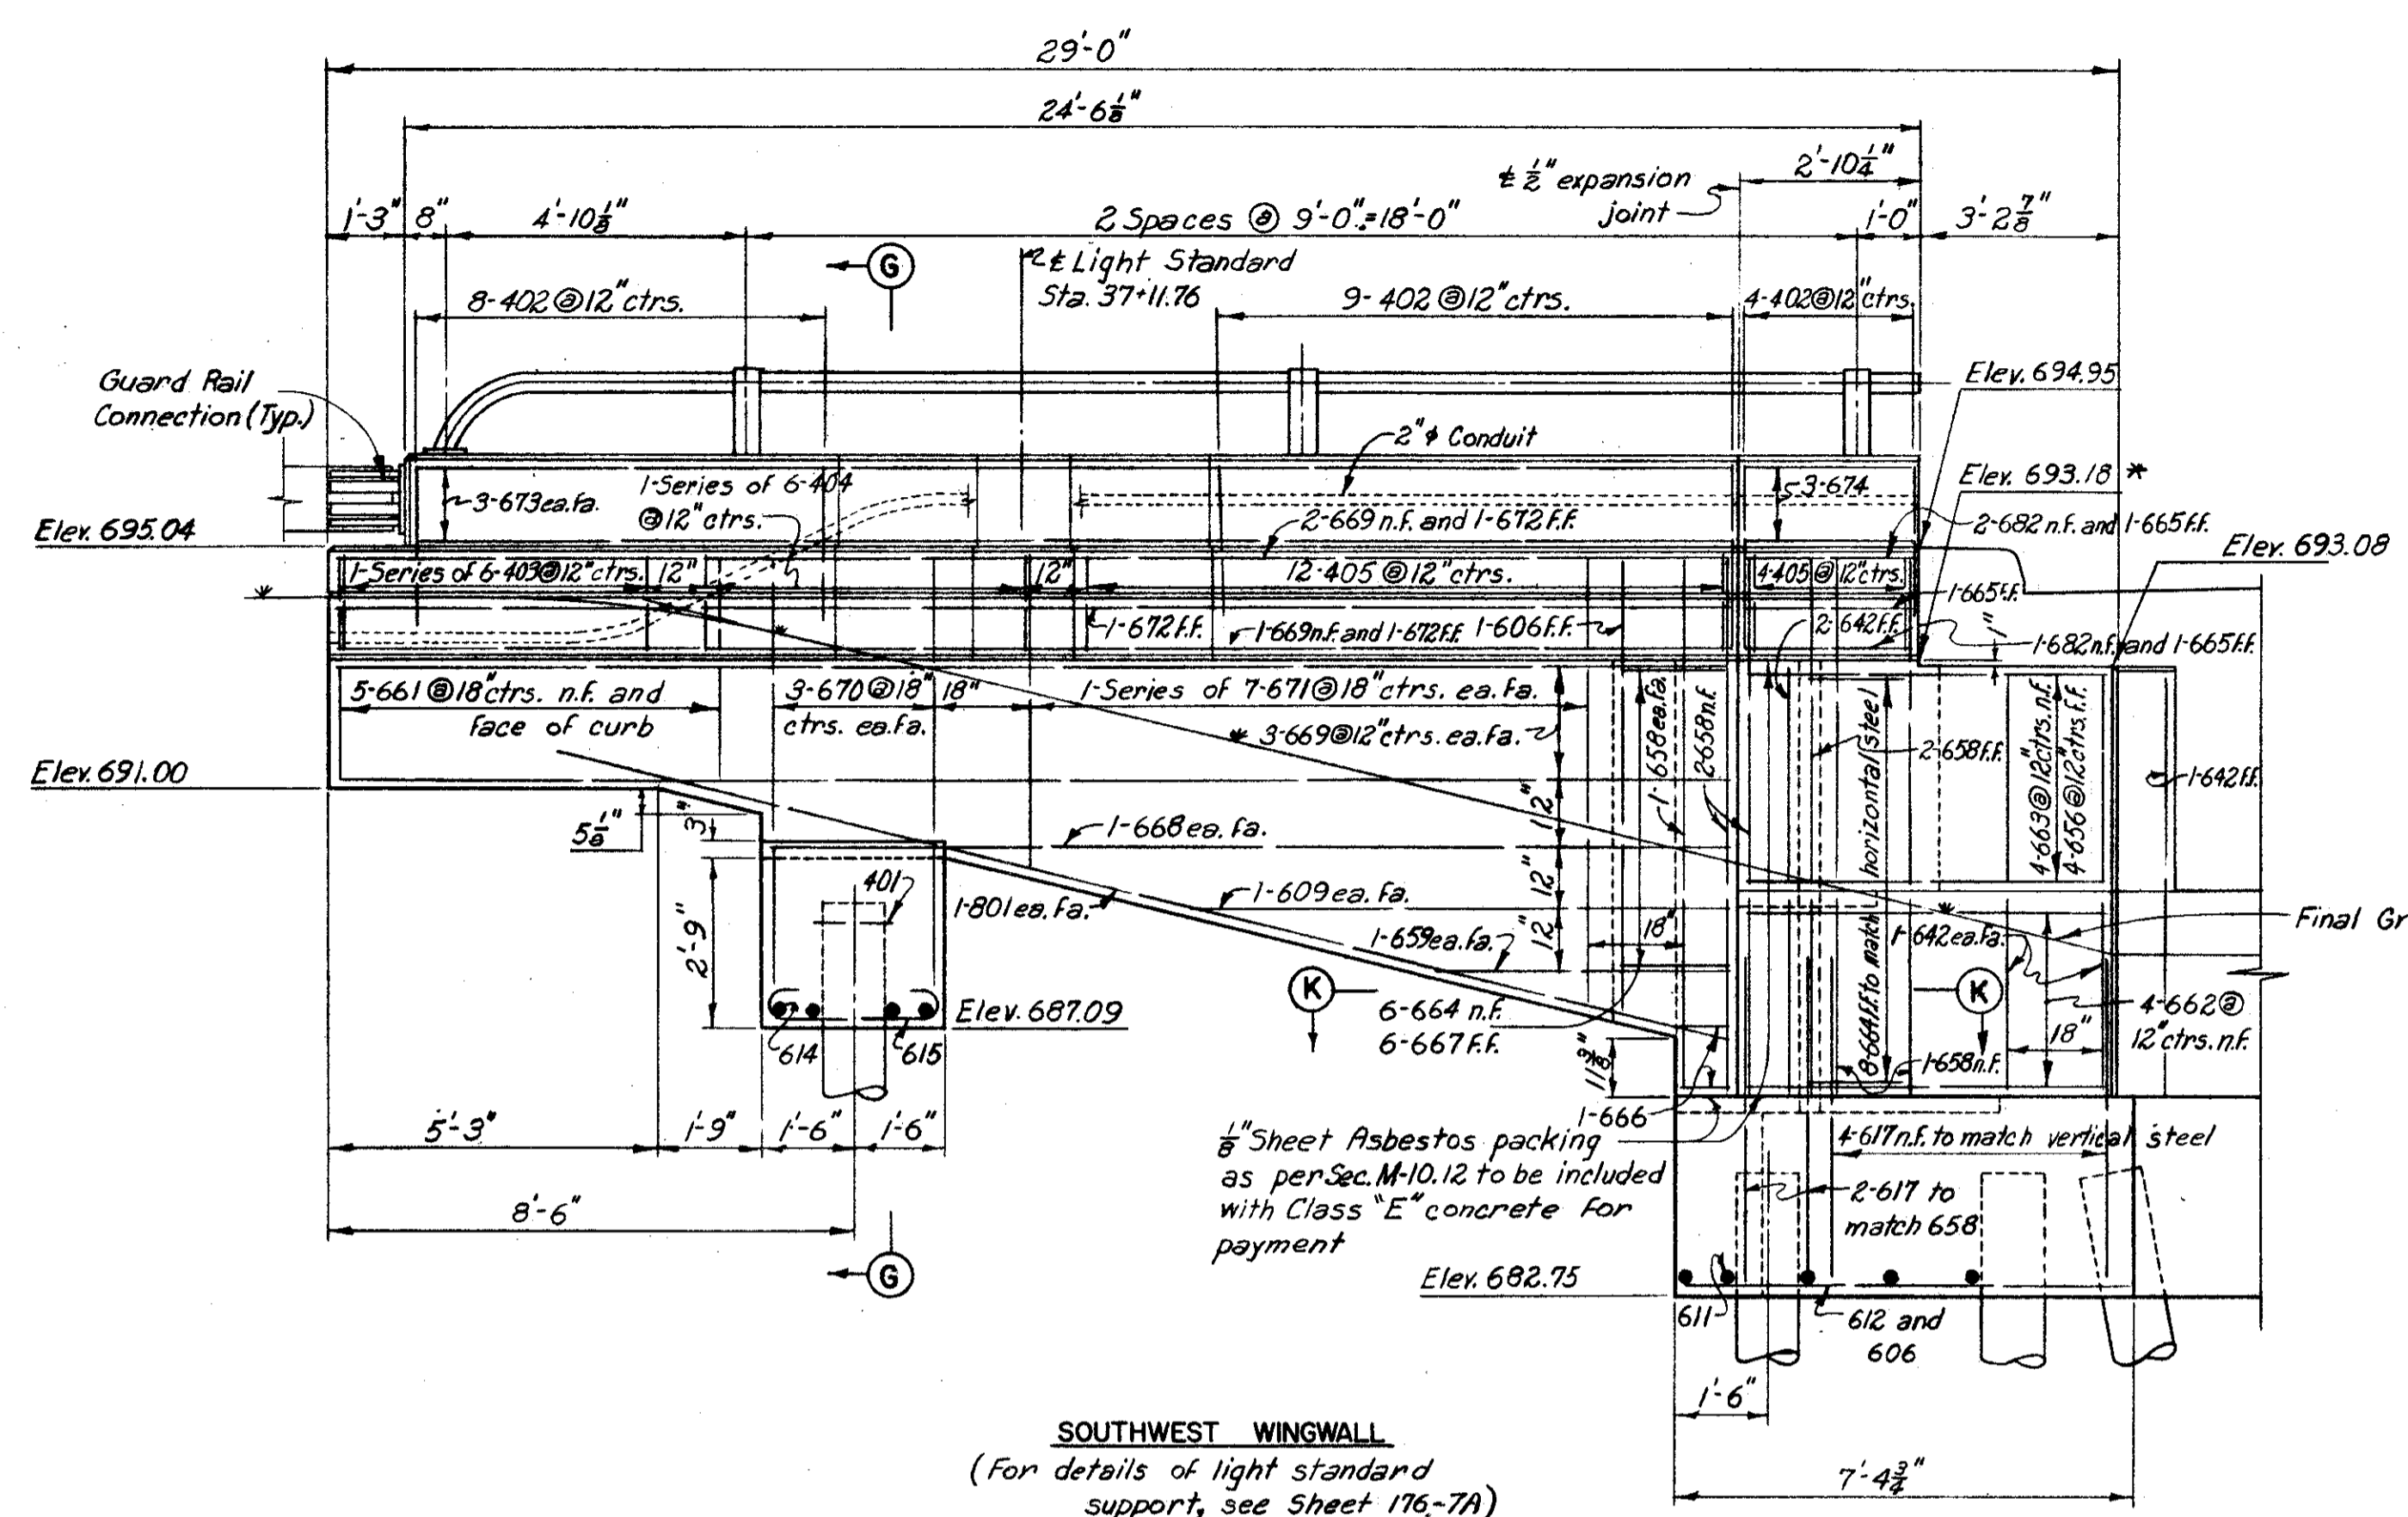 29'-0"
24'-6 1/8"
℄ 1/2" expansion
joint
2'-10 1/4"
1'-3"
8"
4'-10 1/8"
2 Spaces @ 9'-0"=18'-0"
1'-0"
3'-2 7/8"
G
℄ Light Standard
Sta. 37+11.76
8-402 @ 12" ctrs.
9-402 @ 12" ctrs.
4-402 @ 12" ctrs.
Guard Rail
Connection (Typ.)
Elev. 694.95
2" φ Conduit
Elev. 693.18 *
3-673 ea. fa.
1-Series of 6-404
@ 12" ctrs.
3-674
2-669 n.f. and 1-672 f.f.
2-682 n.f. and 1-665 f.f.
Elev. 695.04
Elev. 693.08
1-Series of 6-403 @ 12" ctrs.
12"
12"
12-405 @ 12" ctrs.
4-405 @ 12" ctrs.
1-665 f.f.
1-672 f.f.
1-669 n.f. and 1-672 f.f.
1-606 f.f.
2-642 f.f.
1"
1-682 n.f. and 1-665 f.f.
5-661 @ 18" ctrs. n.f. and
face of curb
3-670 @ 18"
ctrs. ea. fa.
18"
1-Series of 7-671 @ 18" ctrs. ea. fa.
* 3-669 @ 12" ctrs. ea. fa.
1-658 ea. fa.
2-658 n.f.
8-664 f.f. to match horizontal steel
2-658 f.f.
4-663 @ 12" ctrs. n.f.
4-656 @ 12" ctrs. f.f.
1-642 f.f.
Elev. 691.00
5 1/8"
3"
1-668 ea. fa.
12"
401
1-801 ea. fa.
1-609 ea. fa.
12"
2'-9"
1-659 ea. fa.
12"
18"
1-642 ea. fa.
Final Gr
K
K
6-664 n.f.
6-667 f.f.
4-662 @
12" ctrs. n.f.
18"
Elev. 687.09
614
615
11 3/8"
1-658 n.f.
1-666
5'-3"
1'-9"
1'-6"
1'-6"
1/8" Sheet Asbestos packing
as per Sec. M-10.12 to be included
with Class "E" concrete for
payment
4-617 n.f. to match vertical steel
2-617 to
match 658
8'-6"
G
Elev. 682.75
611
612 and
606
1'-6"
SOUTHWEST WINGWALL
(For details of light standard
support, see Sheet 176-7A)
7'-4 3/4"